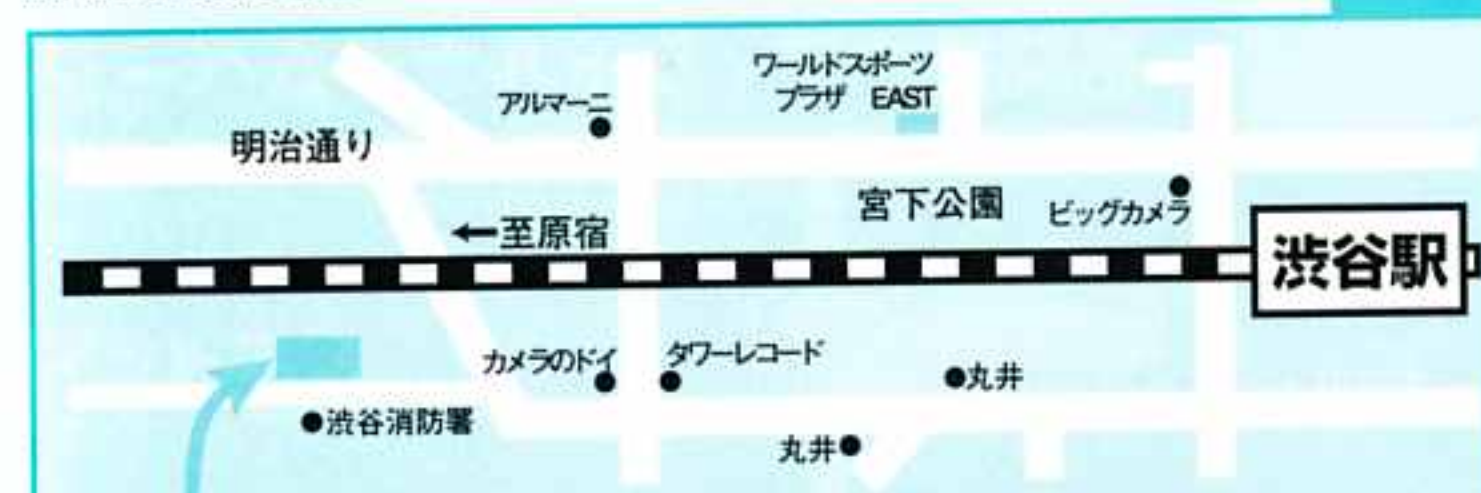 ワールドスポーツ
プラザ EAST
アルマーニ
明治通り
宮下公園
ビッグカメラ
←至原宿
渋谷駅
カメラのドイ
タワーレコード
●丸井
●渋谷消防署
丸井●